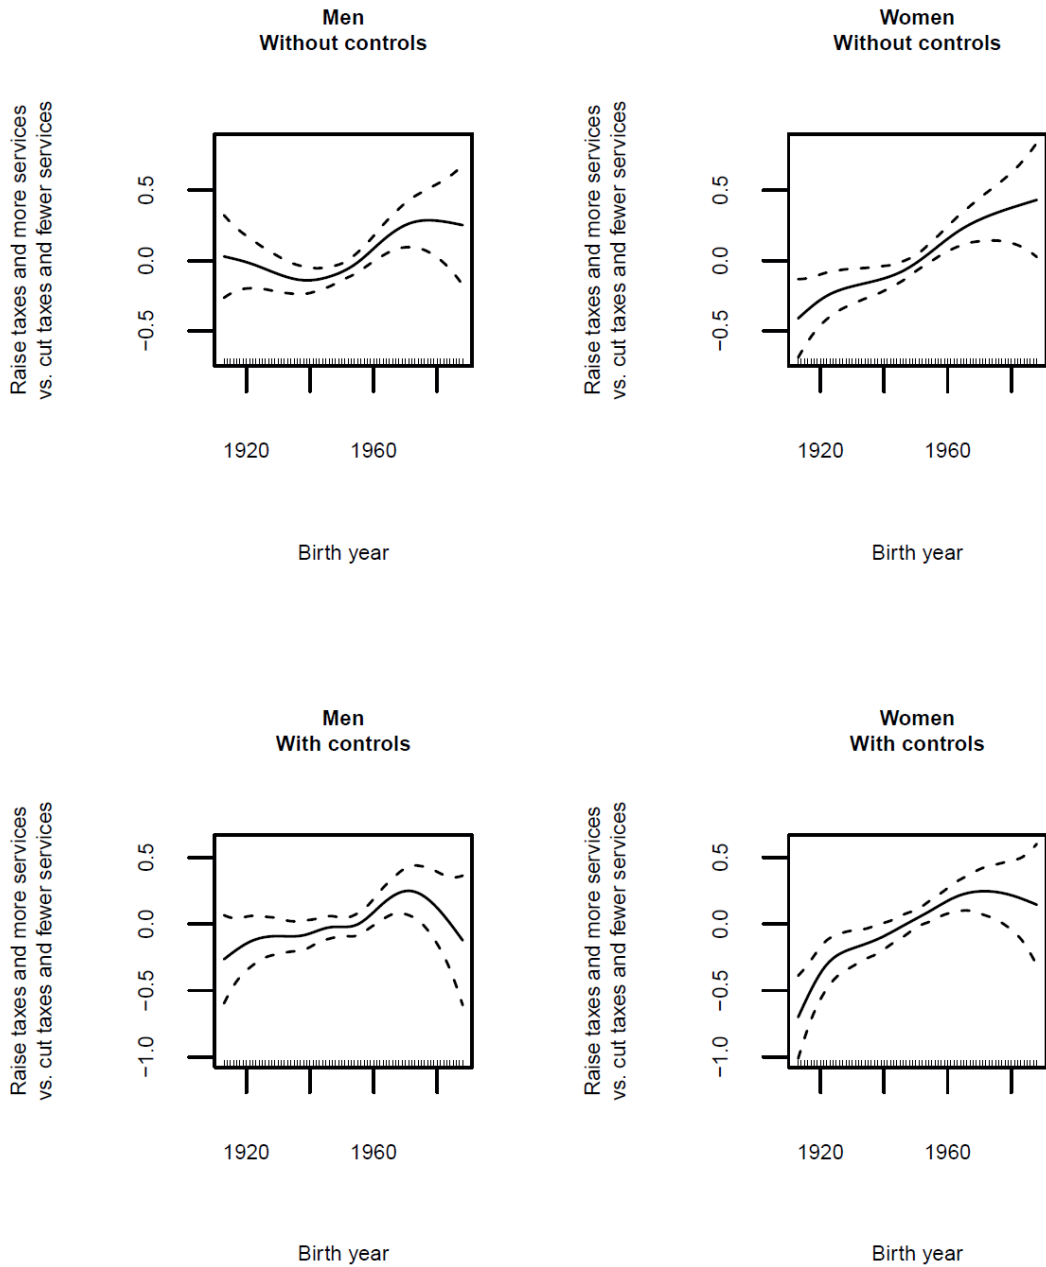 Men
Without controls
Raise taxes and more services
vs. cut taxes and fewer services
0.5
0.0
−0.5
1920
1960
Birth year
Women
Without controls
Raise taxes and more services
vs. cut taxes and fewer services
0.5
0.0
−0.5
1920
1960
Birth year
Men
With controls
Raise taxes and more services
vs. cut taxes and fewer services
0.5
0.0
−0.5
−1.0
1920
1960
Birth year
Women
With controls
Raise taxes and more services
vs. cut taxes and fewer services
0.5
0.0
−0.5
−1.0
1920
1960
Birth year